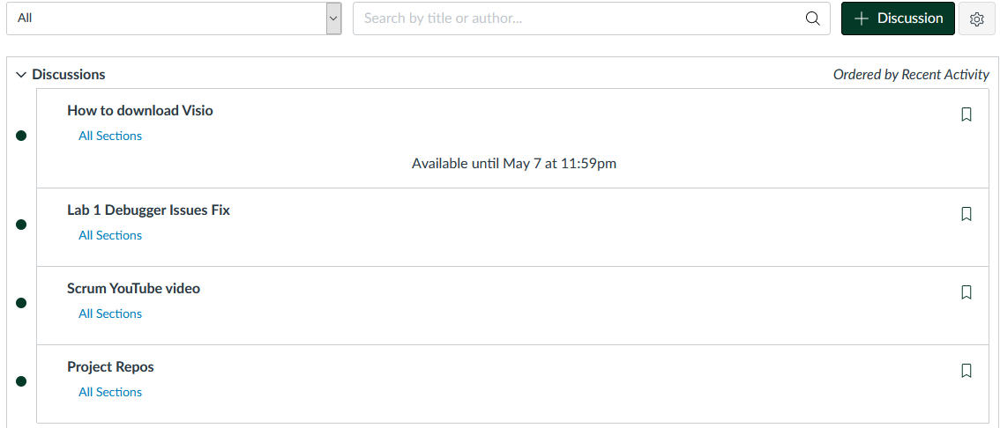 All
Search by title or author...
Discussion
Discussions
Ordered by Recent Activity
How to download Visio
All Sections
Available until May 7 at 11:59pm
Lab 1 Debugger Issues Fix
All Sections
Scrum YouTube video
All Sections
Project Repos
All Sections